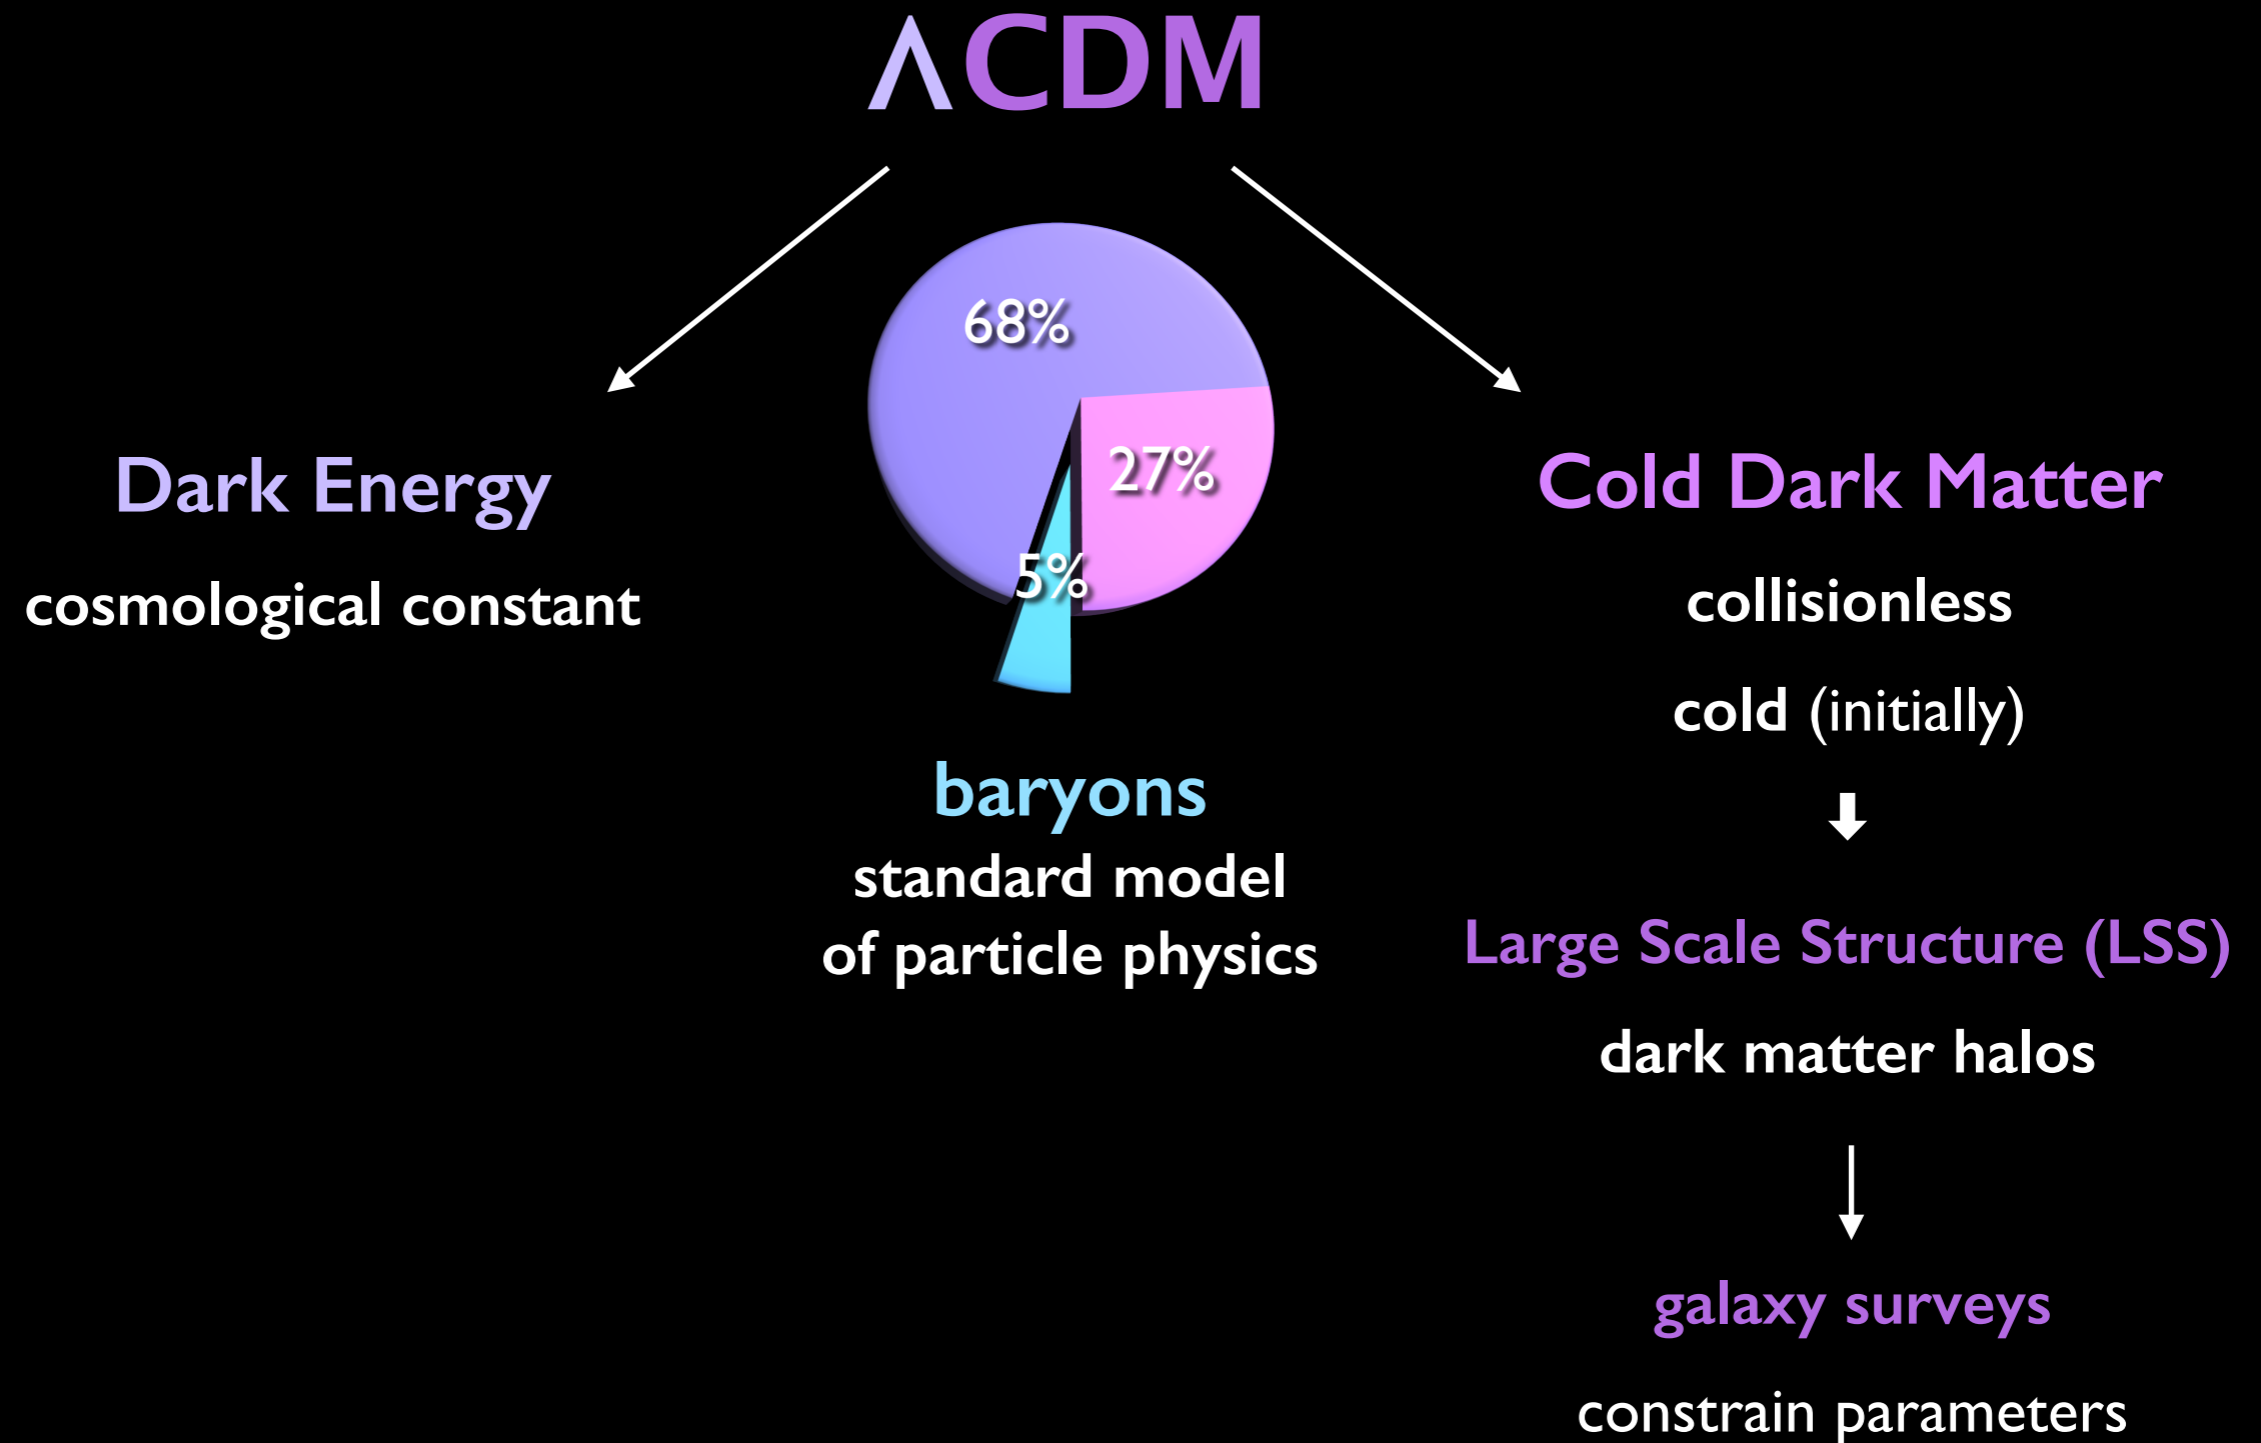 ΛCDM
68%
27%
5%
Dark Energy
cosmological constant
baryons
standard model
of particle physics
Cold Dark Matter
collisionless
cold (initially)
Large Scale Structure (LSS)
dark matter halos
galaxy surveys
constrain parameters